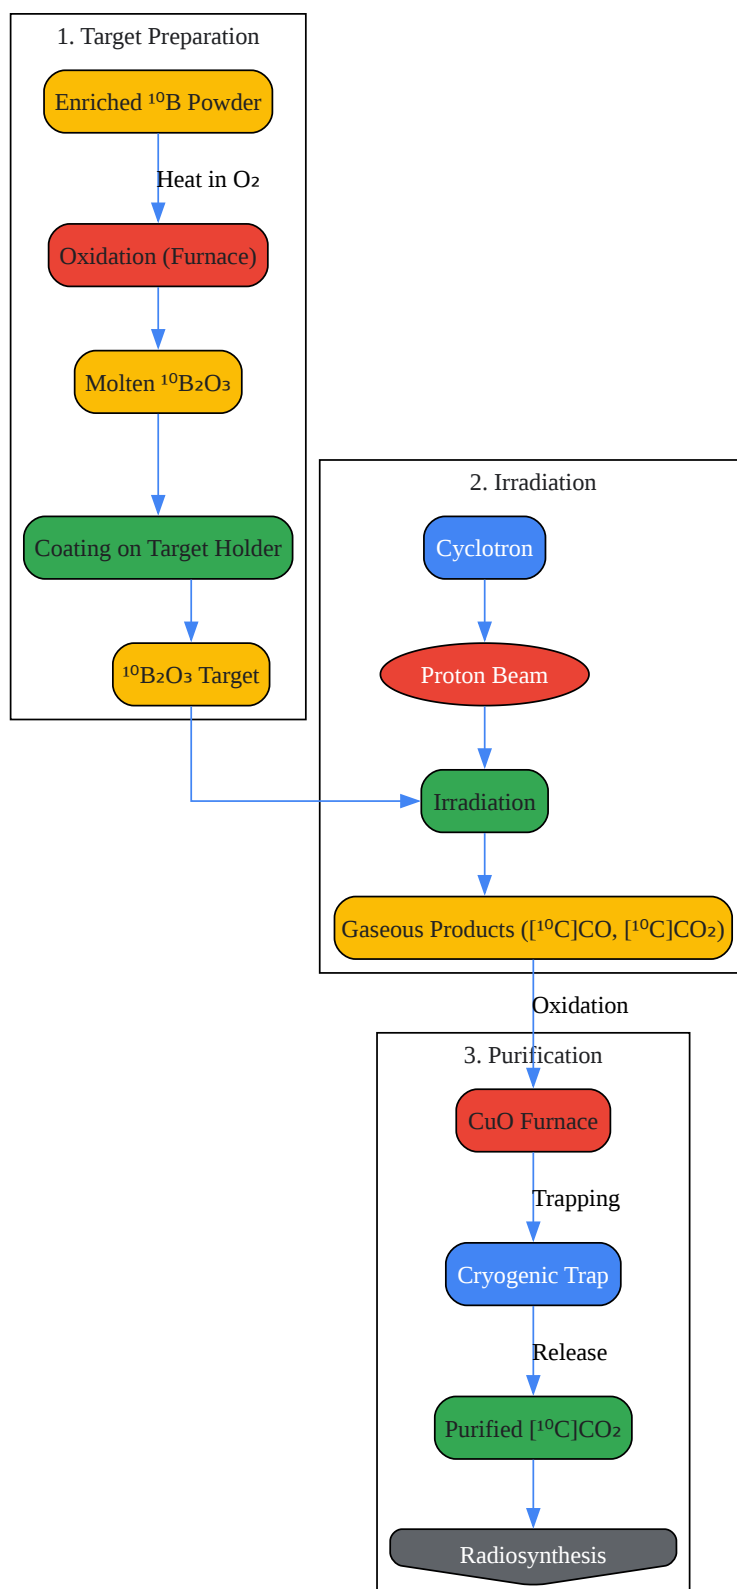 1. Target Preparation
Enriched ¹⁰B Powder
Heat in O₂
Oxidation (Furnace)
Molten ¹⁰B₂O₃
Coating on Target Holder
¹⁰B₂O₃ Target
2. Irradiation
Cyclotron
Proton Beam
Irradiation
Gaseous Products ([¹⁰C]CO, [¹⁰C]CO₂)
Oxidation
3. Purification
CuO Furnace
Trapping
Cryogenic Trap
Release
Purified [¹⁰C]CO₂
Radiosynthesis